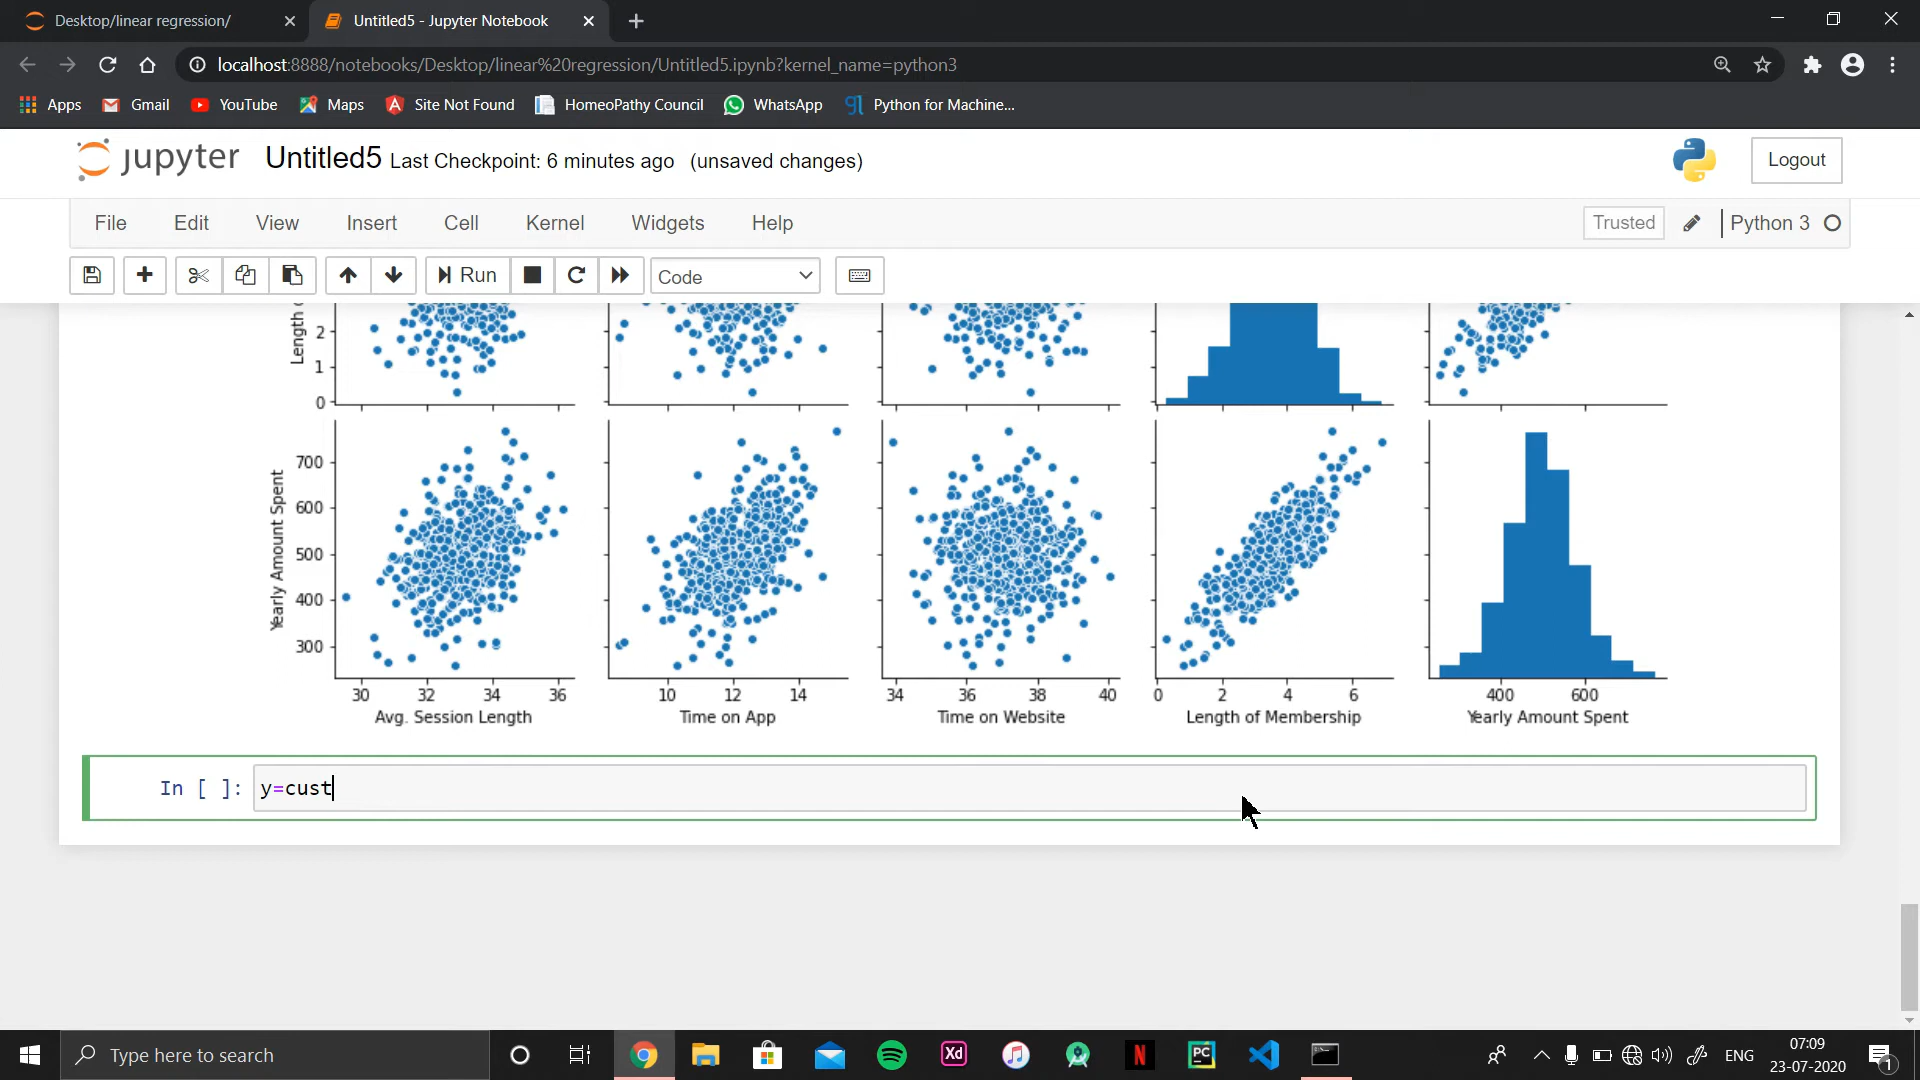 Desktop/linear regression/
Untitled5 - Jupyter Notebook
localhost:8888/notebooks/Desktop/linear%20regression/Untitled5.ipynb?kernel_name=python3
Apps Gmail YouTube Maps Site Not Found HomeoPathy Council WhatsApp Python for Machine...
jupyter Untitled5 Last Checkpoint: 6 minutes ago (unsaved changes)
Logout
File Edit View Insert Cell Kernel Widgets Help
Trusted Python 3
Run Code
2
1
0
Yearly Amount Spent
700
600
500
400
300
30 32 34 36 10 12 14 34 36 38 40 0 2 4 6 400 600
Avg. Session Length Time on App Time on Website Length of Membership Yearly Amount Spent
In [ ]: y=cust
Type here to search
Xd N PC
ENG
07:09
23-07-2020
1